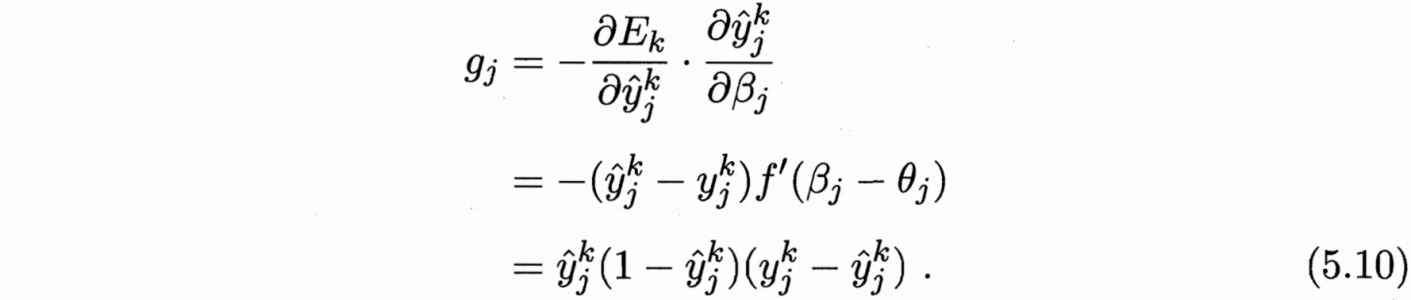 $g_j = -\frac{\partial E_k}{\partial \hat{y}_j^k} \cdot \frac{\partial \hat{y}_j^k}{\partial \beta_j}$
$= -(\hat{y}_j^k - y_j^k) f'(\beta_j - \theta_j)$
$= \hat{y}_j^k (1 - \hat{y}_j^k)(y_j^k - \hat{y}_j^k) \ .$ (5.10)